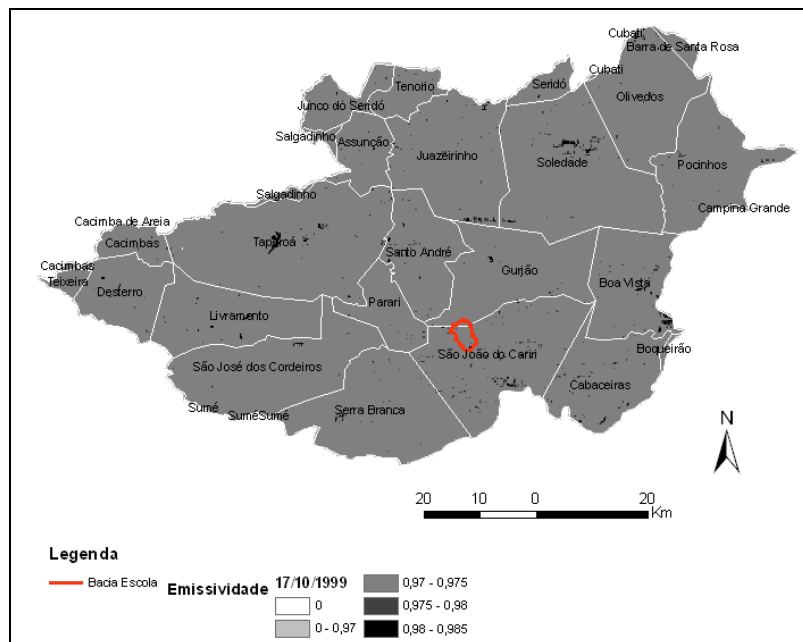 Cubati
Barra de Santa Rosa
Cubati
Seridó
Tenorio
Olivedos
Junco do Seridó
Salgadinho
Assunção
Juazeirinho
Soledade
Pocinhos
Salgadinho
Campina Grande
Cacimba de Areia
Cacimbas
Taperoá
Santo André
Gurjão
Boa Vista
Cacimbas
Teixeira
Desterro
Parari
Livramento
Boqueirão
São João do Cariri
São José dos Cordeiros
Cabaceiras
Sumé
SuméSumé
Serra Branca
N
20 10 0 20
Km
Legenda
Bacia Escola
Emissividade 17/10/1999
0
0 - 0,97
0,97 - 0,975
0,975 - 0,98
0,98 - 0,985